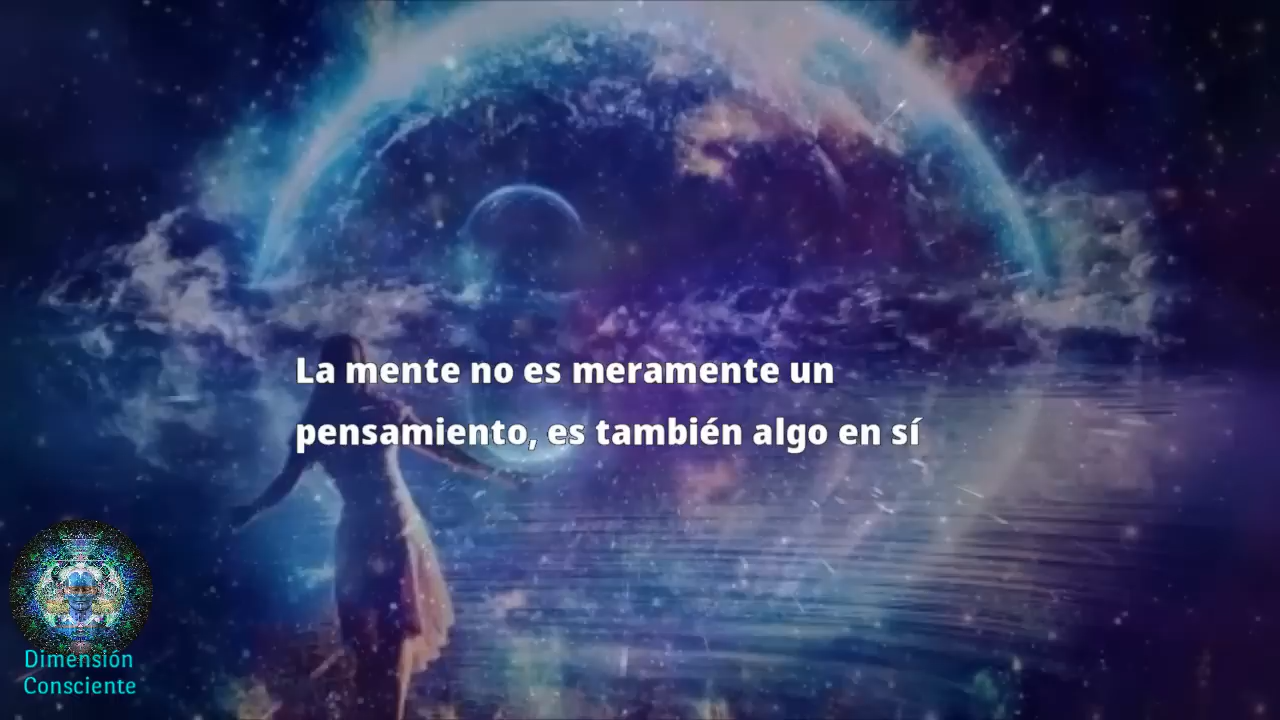 La mente no es meramente un
pensamiento, es también algo en sí
Dimensión
Consciente